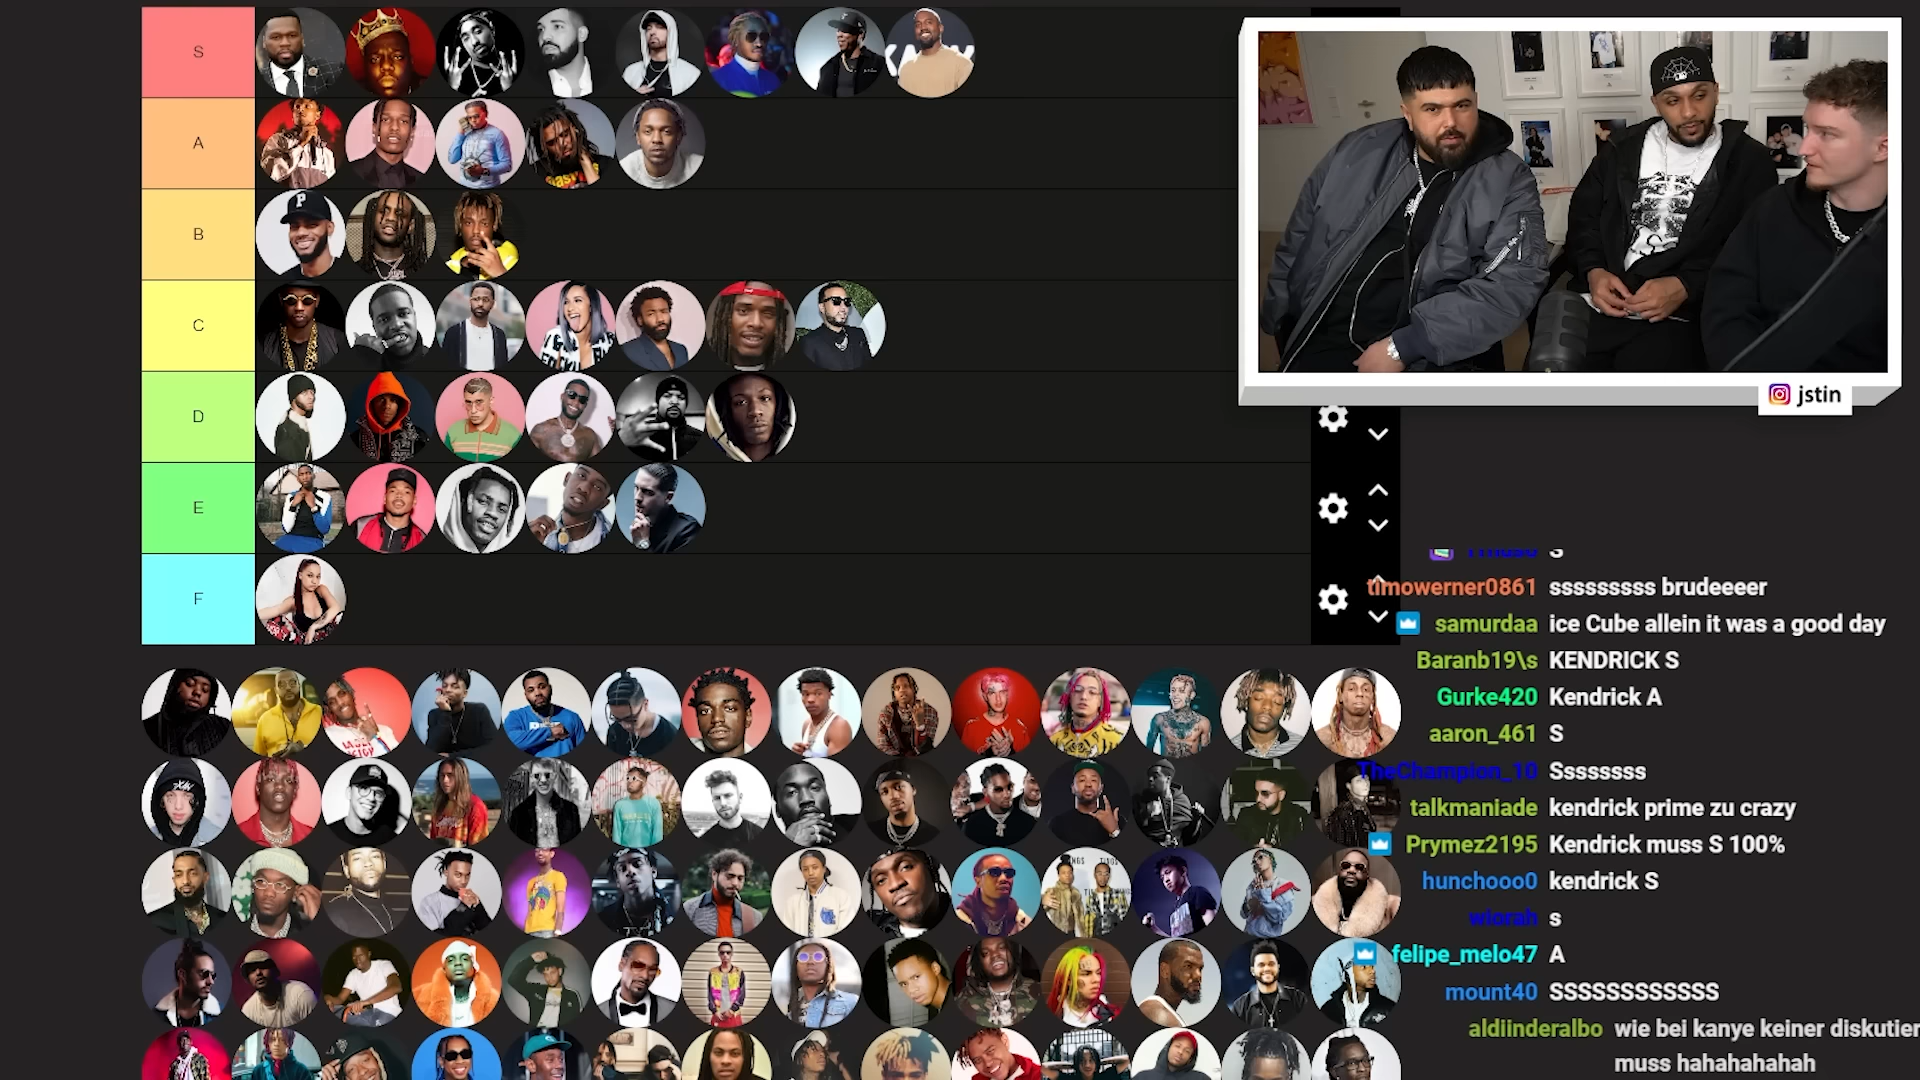 S
A
B
C
D
E
F
jstin
S
timowerner0861 sssssssss brudeeeer
samurdaa ice Cube allein it was a good day
Baranb19\s KENDRICK S
Gurke420 Kendrick A
aaron_461 S
TheChampion_10 Ssssssss
talkmaniade kendrick prime zu crazy
Prymez2195 Kendrick muss S 100%
hunchooo0 kendrick S
wiorah s
felipe_melo47 A
mount40 SSSSSSSSSSSS
aldiinderalbo wie bei kanye keiner diskutier
muss hahahahahah